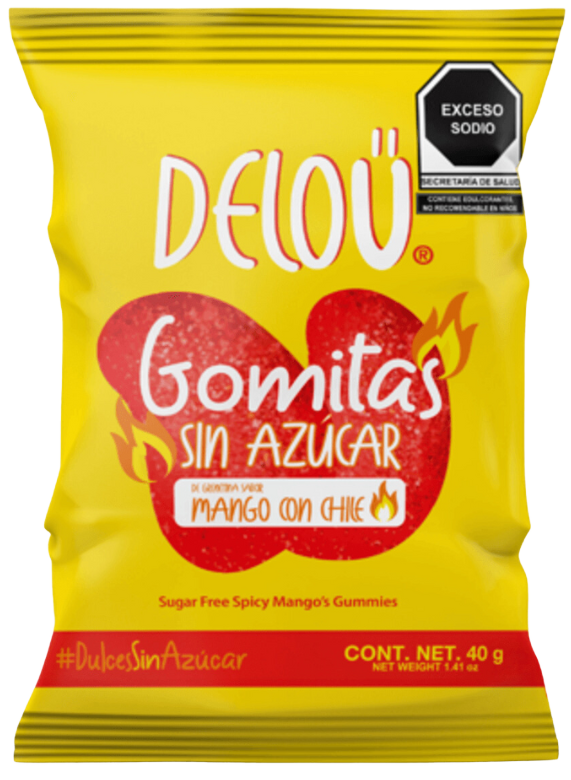 EXCESO
SODIO
SECRETARÍA DE SALUD
CONTIENE EDULCORANTES,
NO RECOMENDABLE EN NIÑOS
DELOÜ®
Gomitas
SIN AZÚCAR
DE GRENETINA SABOR
MANGO CON CHILE
Sugar Free Spicy Mango's Gummies
#DulcesSinAzúcar
CONT. NET. 40 g
NET WEIGHT 1.41 oz